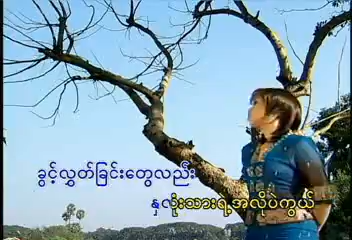 ခွင့်လွှတ်ခြင်းတွေလည်း
နှလုံးသားရဲ့အလိုပဲကွယ်